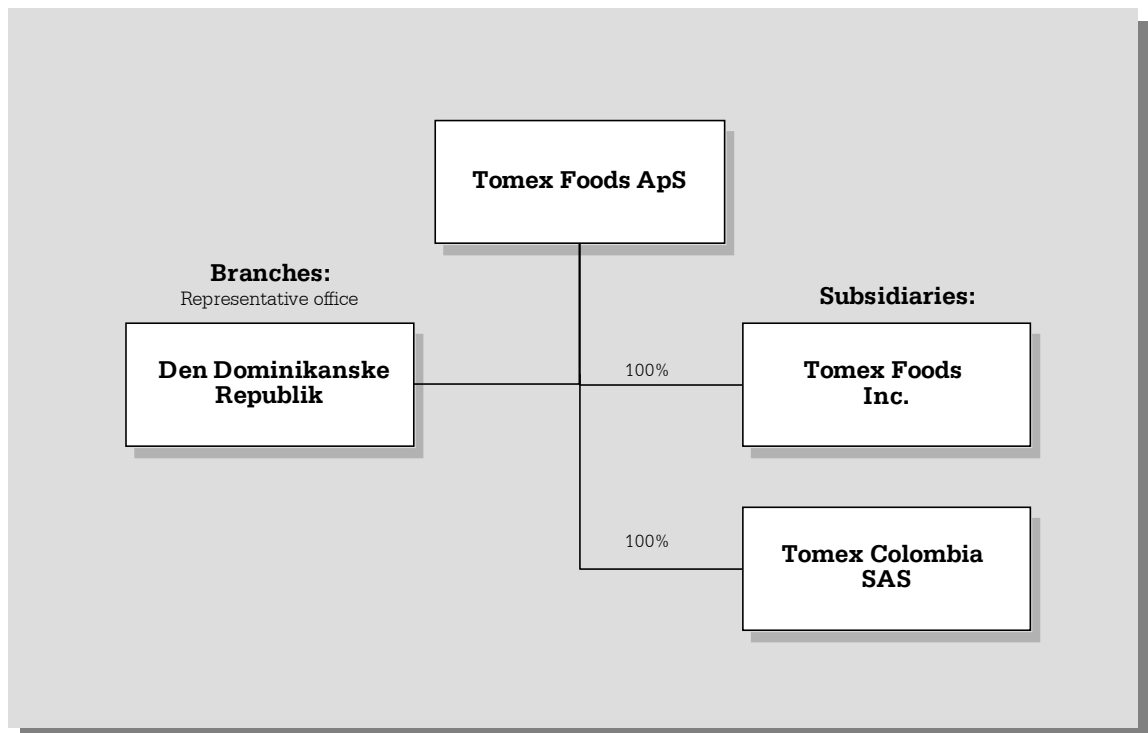 Tomex Foods ApS
Branches:
Representative office
Den Dominikanske
Republik
Subsidiaries:
100%
Tomex Foods
Inc.
100%
Tomex Colombia
SAS